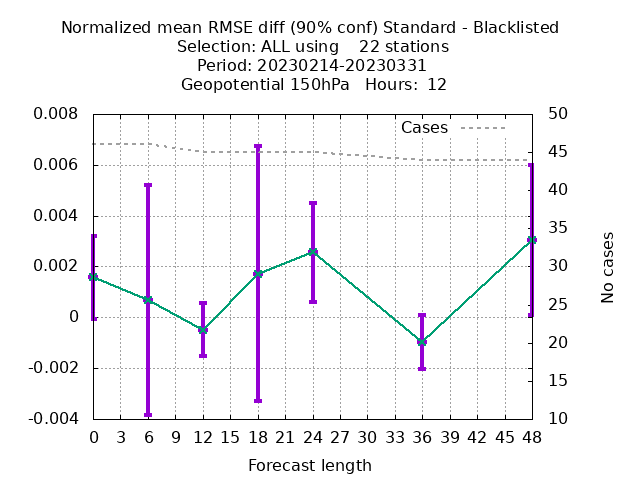 Normalized mean RMSE diff (90% conf) Standard - Blacklisted
Selection: ALL using    22 stations
Period: 20230214-20230331
Geopotential 150hPa   Hours:  12
Cases
0.008
0.006
0.004
0.002
0
-0.002
-0.004
50
45
40
35
30
25
20
15
10
No cases
0 3 6 9 12 15 18 21 24 27 30 33 36 39 42 45 48
Forecast length